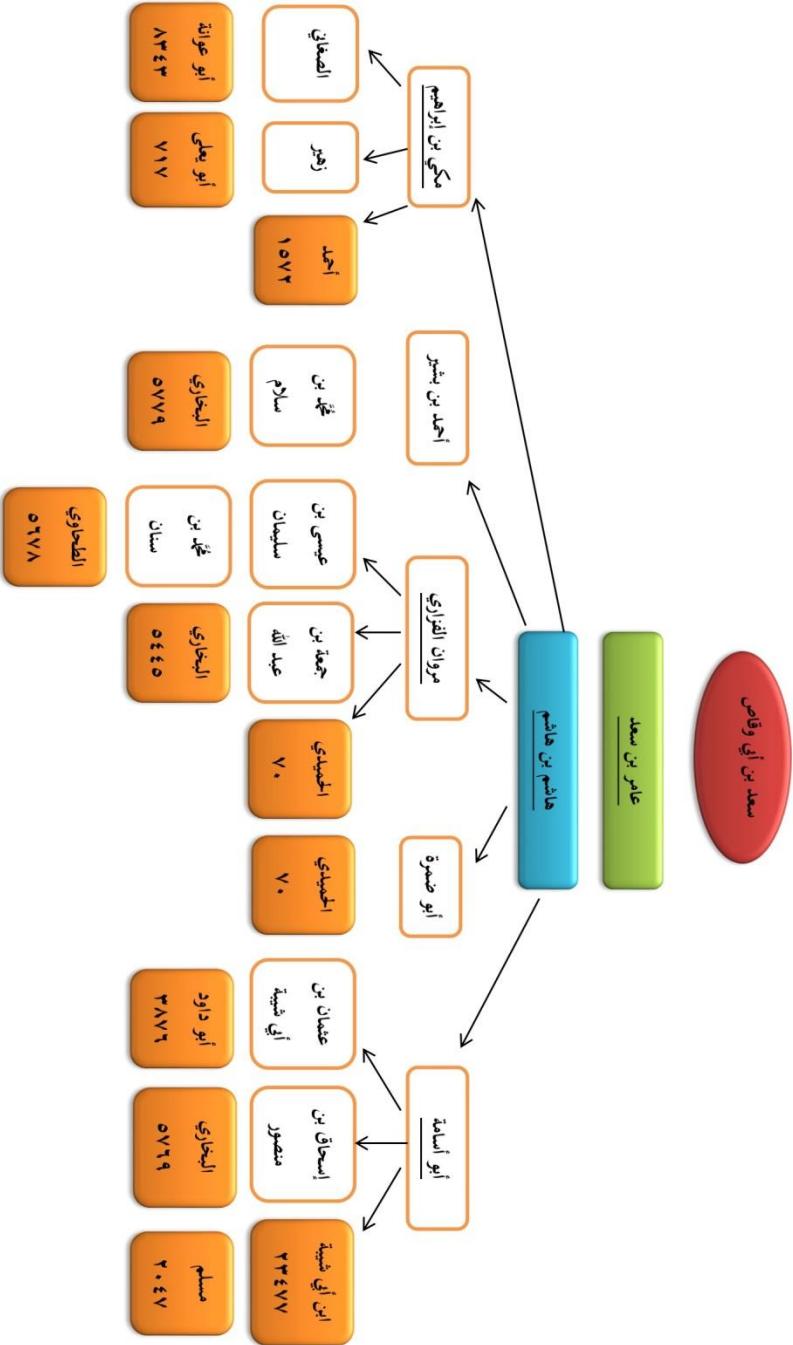 سعد بن أبي وقاص
عامر بن سعد
هاشم بن هاشم
أبو أسامة
أبو ضمرة
مروان الفزاري
أحمد بن بشير
مكي بن إبراهيم
ابن أبي شيبة
٢٣٤٧٧
إسحاق بن
منصور
عثمان بن
أبي شيبة
الحميدي
٧٠
الحميدي
٧٠
جمعة بن
عبد الله
عيسى بن
سليمان
محمَّد بن
سلام
أحمد
١٥٧٢
زهير
الصغاني
مسلم
٢٠٤٧
البخاري
٥٧٦٩
أبو داود
٣٨٧٦
البخاري
٥٤٤٥
محمَّد بن
سنان
البخاري
٥٧٧٩
أبو يعلى
٧١٧
أبو عوانة
٨٣٤٣
الطحاوي
٥٦٧٨